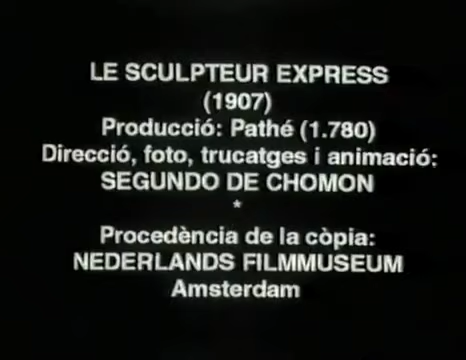 LE SCULPTEUR EXPRESS
(1907)
Producció: Pathé (1.780)
Direcció, foto, trucatges i animació:
SEGUNDO DE CHOMON
*
Procedència de la còpia:
NEDERLANDS FILMMUSEUM
Amsterdam